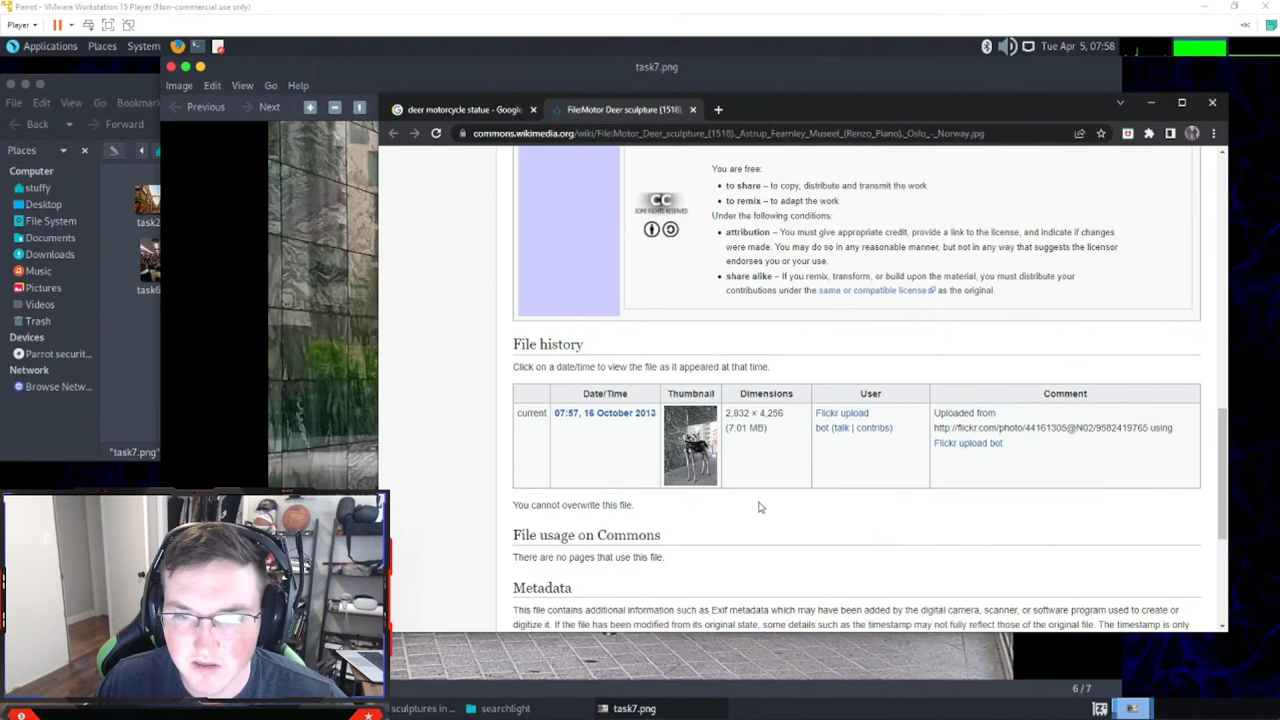 Parrot - VMware Workstation 15 Player (Non-commercial use only)
Player
Applications Places System
Tue Apr 5, 07:58
task7.png
File Edit View Go Bookmar
Image Edit View Go Help
Back Forward
Previous Next
deer motorcycle statue - Google
File:Motor Deer sculpture (1518),
commons.wikimedia.org/wiki/File:Motor_Deer_sculpture_(1518),_Astrup_Fearnley_Museet_(Renzo_Piano),_Oslo_-_Norway.jpg
Places
Computer
stuffy
Desktop
File System
Documents
Downloads
Music
Pictures
Videos
Trash
Devices
Parrot securit...
Network
Browse Netw...
task2
task6
"task7.png"
You are free:
to share – to copy, distribute and transmit the work
to remix – to adapt the work
Under the following conditions:
attribution – You must give appropriate credit, provide a link to the license, and indicate if changes
were made. You may do so in any reasonable manner, but not in any way that suggests the licensor
endorses you or your use.
share alike – If you remix, transform, or build upon the material, you must distribute your
contributions under the same or compatible license as the original.
CC
SOME RIGHTS RESERVED
File history
Click on a date/time to view the file as it appeared at that time.
Date/Time Thumbnail Dimensions User Comment
current 07:57, 16 October 2013 2,832 × 4,256 Flickr upload Uploaded from
(7.01 MB) bot (talk | contribs) http://flickr.com/photo/44161305@N02/9582419765 using
Flickr upload bot
You cannot overwrite this file.
File usage on Commons
There are no pages that use this file.
Metadata
This file contains additional information such as Exif metadata which may have been added by the digital camera, scanner, or software program used to create or
digitize it. If the file has been modified from its original state, some details such as the timestamp may not fully reflect those of the original file. The timestamp is only
6 / 7
sculptures in ... searchlight task7.png